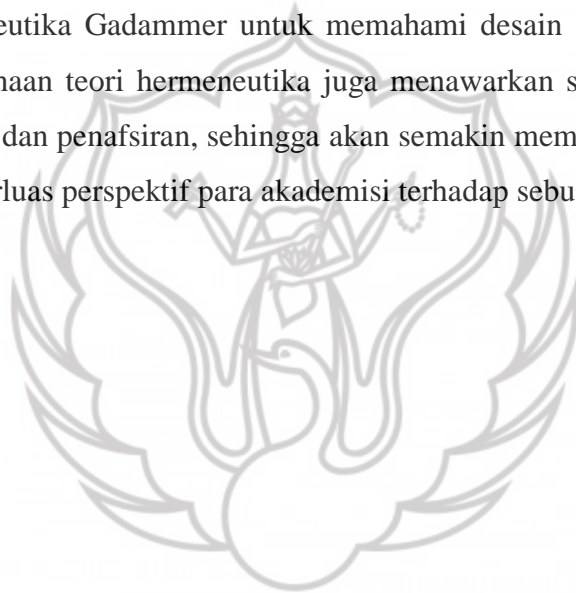 eutika Gadammer untuk memahami desain
naan teori hermeneutika juga menawarkan s
dan penafsiran, sehingga akan semakin mem
rluas perspektif para akademisi terhadap sebu